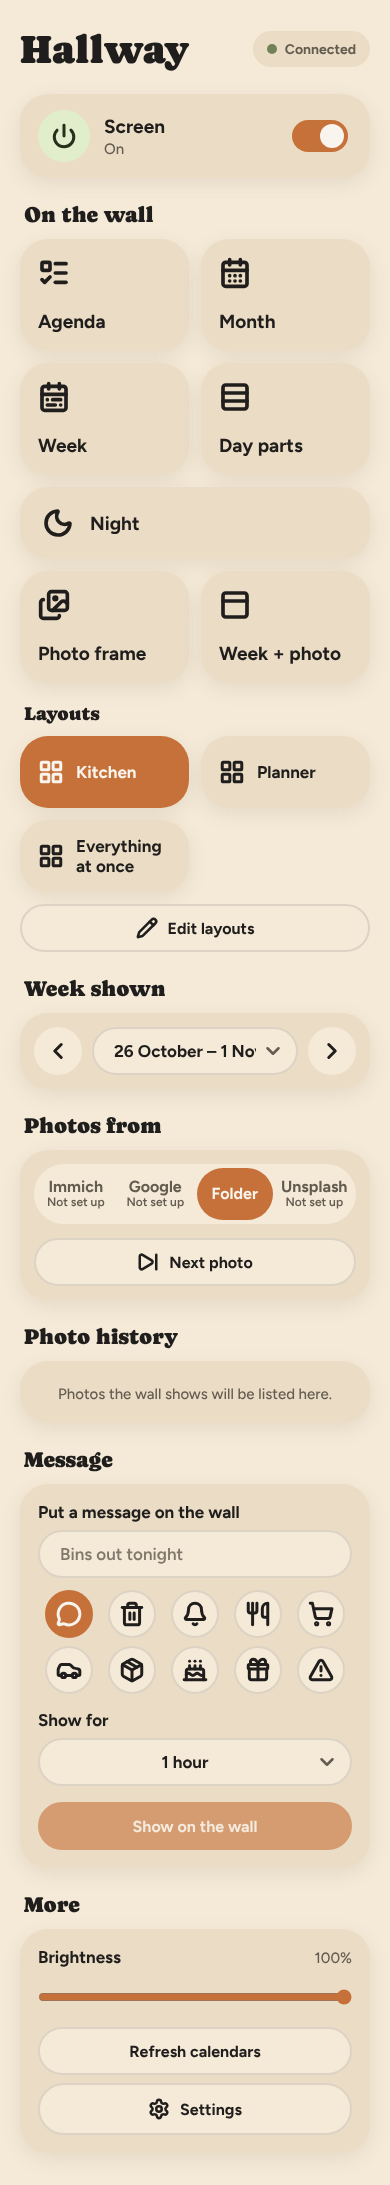 Hallway
Connected
Screen
On
On the wall
Agenda
Month
Week
Day parts
Night
Photo frame
Week + photo
Layouts
Kitchen
Planner
Everything
at once
Edit layouts
Week shown
26 October – 1 Nov
Photos from
Immich
Not set up
Google
Not set up
Folder
Unsplash
Not set up
Next photo
Photo history
Photos the wall shows will be listed here.
Message
Put a message on the wall
Bins out tonight
Show for
1 hour
Show on the wall
More
Brightness
100%
Refresh calendars
Settings